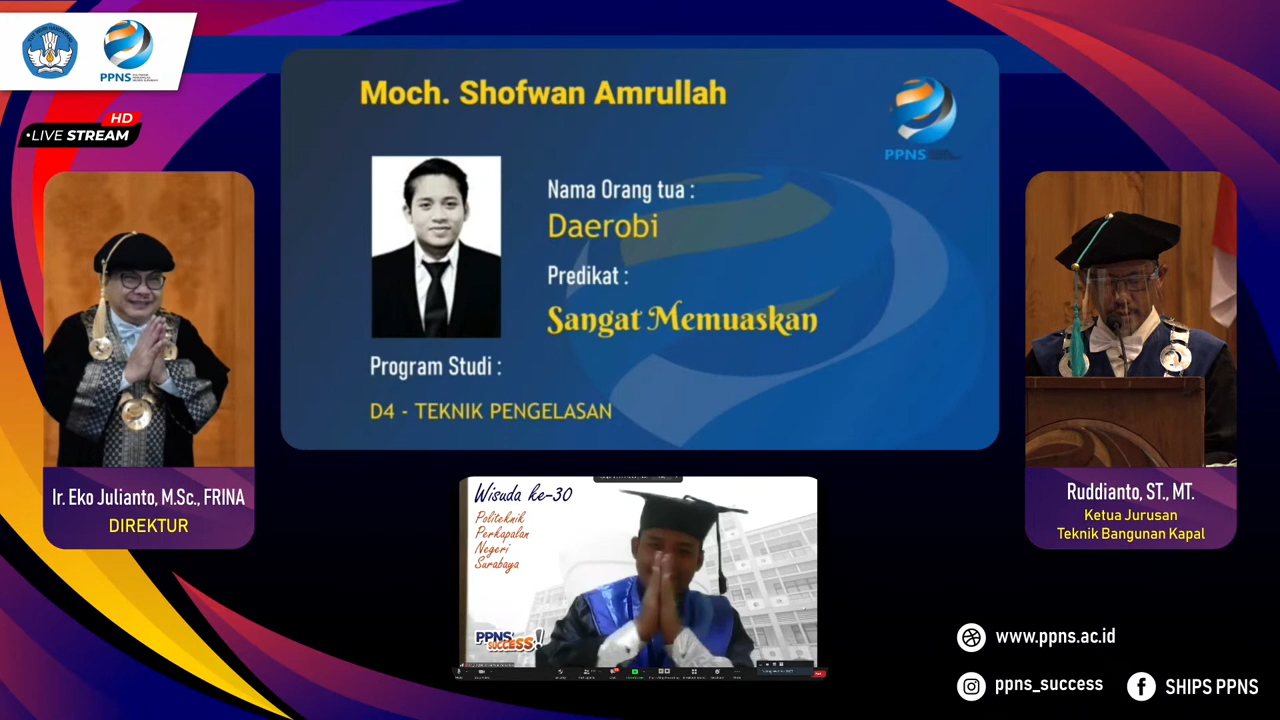 PPNS
HD
•LIVE STREAM
Moch. Shofwan Amrullah
PPNS
Nama Orang tua :
Daerobi
Predikat :
Sangat Memuaskan
Program Studi :
D4 - TEKNIK PENGELASAN
Ir. Eko Julianto, M.Sc., FRINA
DIREKTUR
Ruddianto, ST., MT.
Ketua Jurusan
Teknik Bangunan Kapal
Wisuda ke-30
Politeknik
Perkapalan
Negeri
Surabaya
PPNS
SUCCESS!
www.ppns.ac.id
ppns_success
SHIPS PPNS